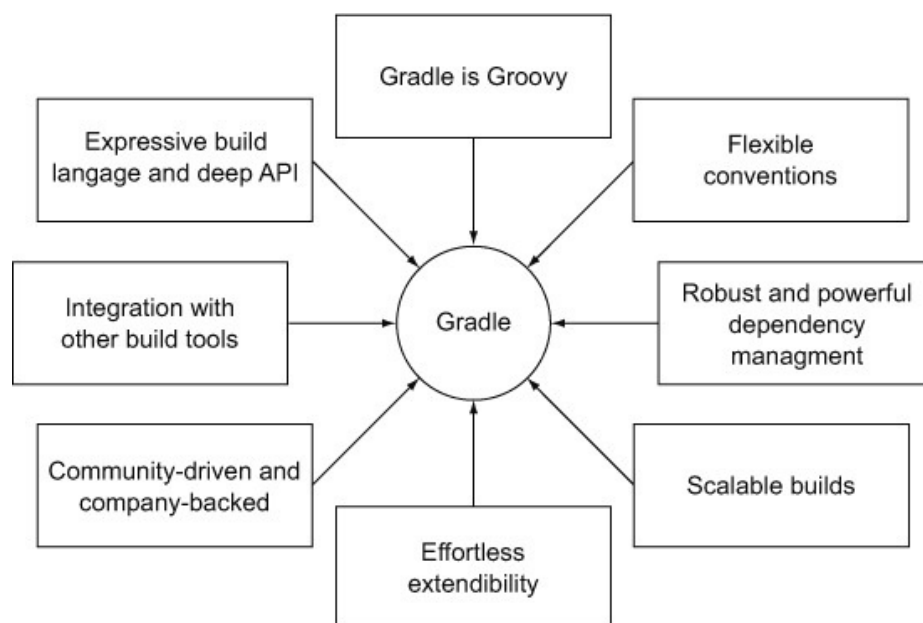 Gradle is Groovy
Expressive build
langage and deep API
Flexible
conventions
Integration with
other build tools
Gradle
Robust and powerful
dependency
managment
Community-driven and
company-backed
Scalable builds
Effortless
extendibility